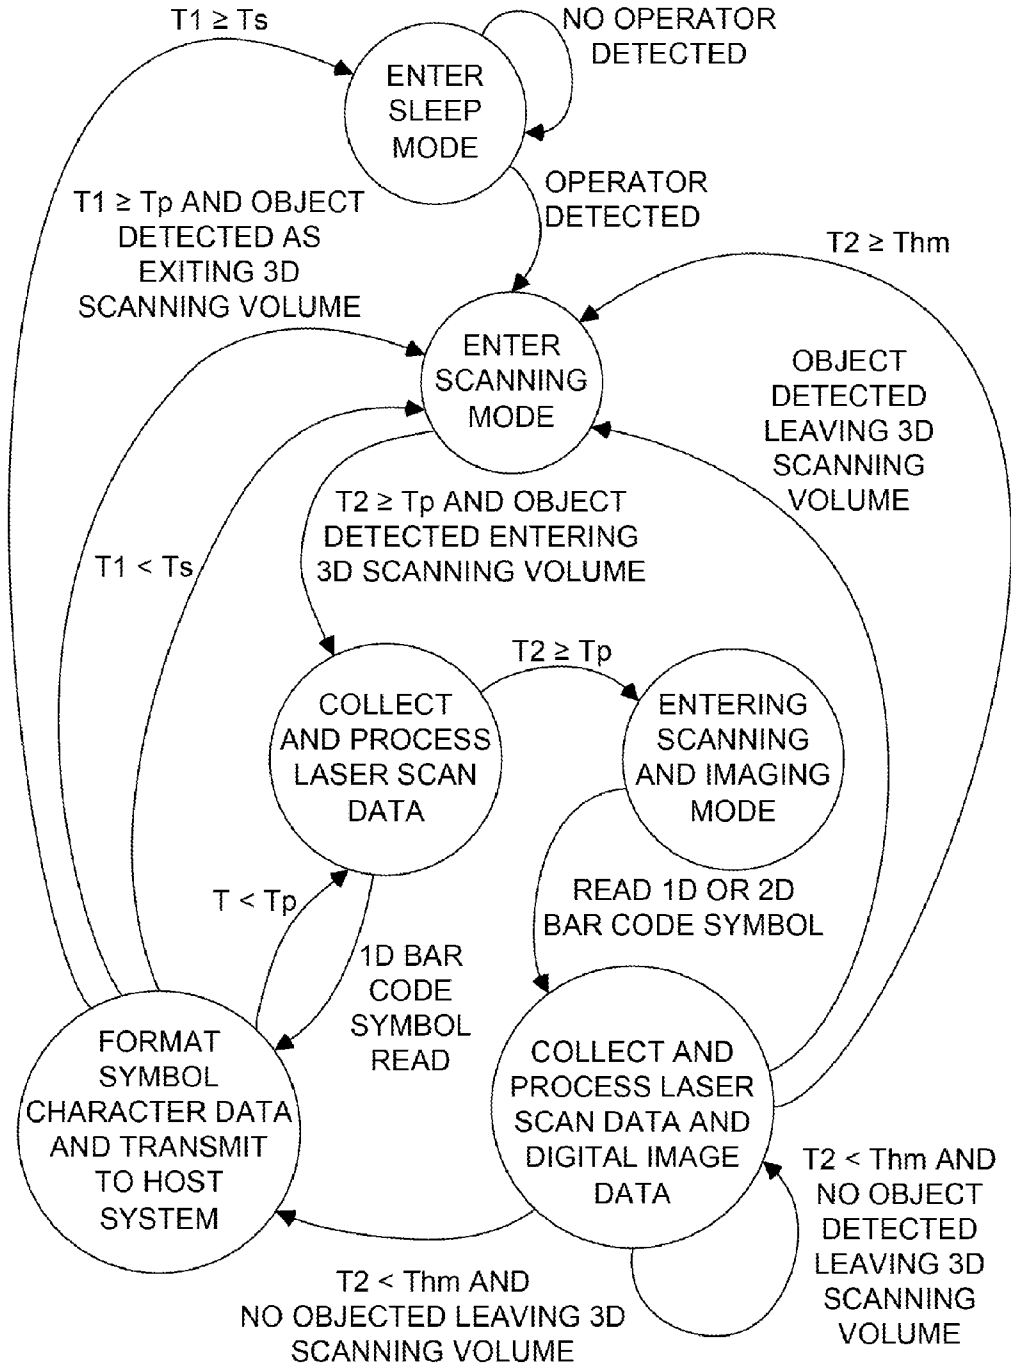 T1 ≥ Ts
NO OPERATOR
DETECTED
ENTER
SLEEP
MODE
OPERATOR
DETECTED
T1 ≥ Tp AND OBJECT
DETECTED AS
EXITING 3D
SCANNING VOLUME
T2 ≥ Thm
ENTER
SCANNING
MODE
OBJECT
DETECTED
LEAVING 3D
SCANNING
VOLUME
T2 ≥ Tp AND OBJECT
DETECTED ENTERING
3D SCANNING VOLUME
T1 < Ts
T2 ≥ Tp
COLLECT
AND PROCESS
LASER SCAN
DATA
ENTERING
SCANNING
AND IMAGING
MODE
T < Tp
READ 1D OR 2D
BAR CODE SYMBOL
1D BAR
CODE
SYMBOL
READ
FORMAT
SYMBOL
CHARACTER DATA
AND TRANSMIT
TO HOST
SYSTEM
COLLECT AND
PROCESS LASER
SCAN DATA AND
DIGITAL IMAGE
DATA
T2 < Thm AND
NO OBJECT
DETECTED
LEAVING 3D
SCANNING
VOLUME
T2 < Thm AND
NO OBJECTED LEAVING 3D
SCANNING VOLUME